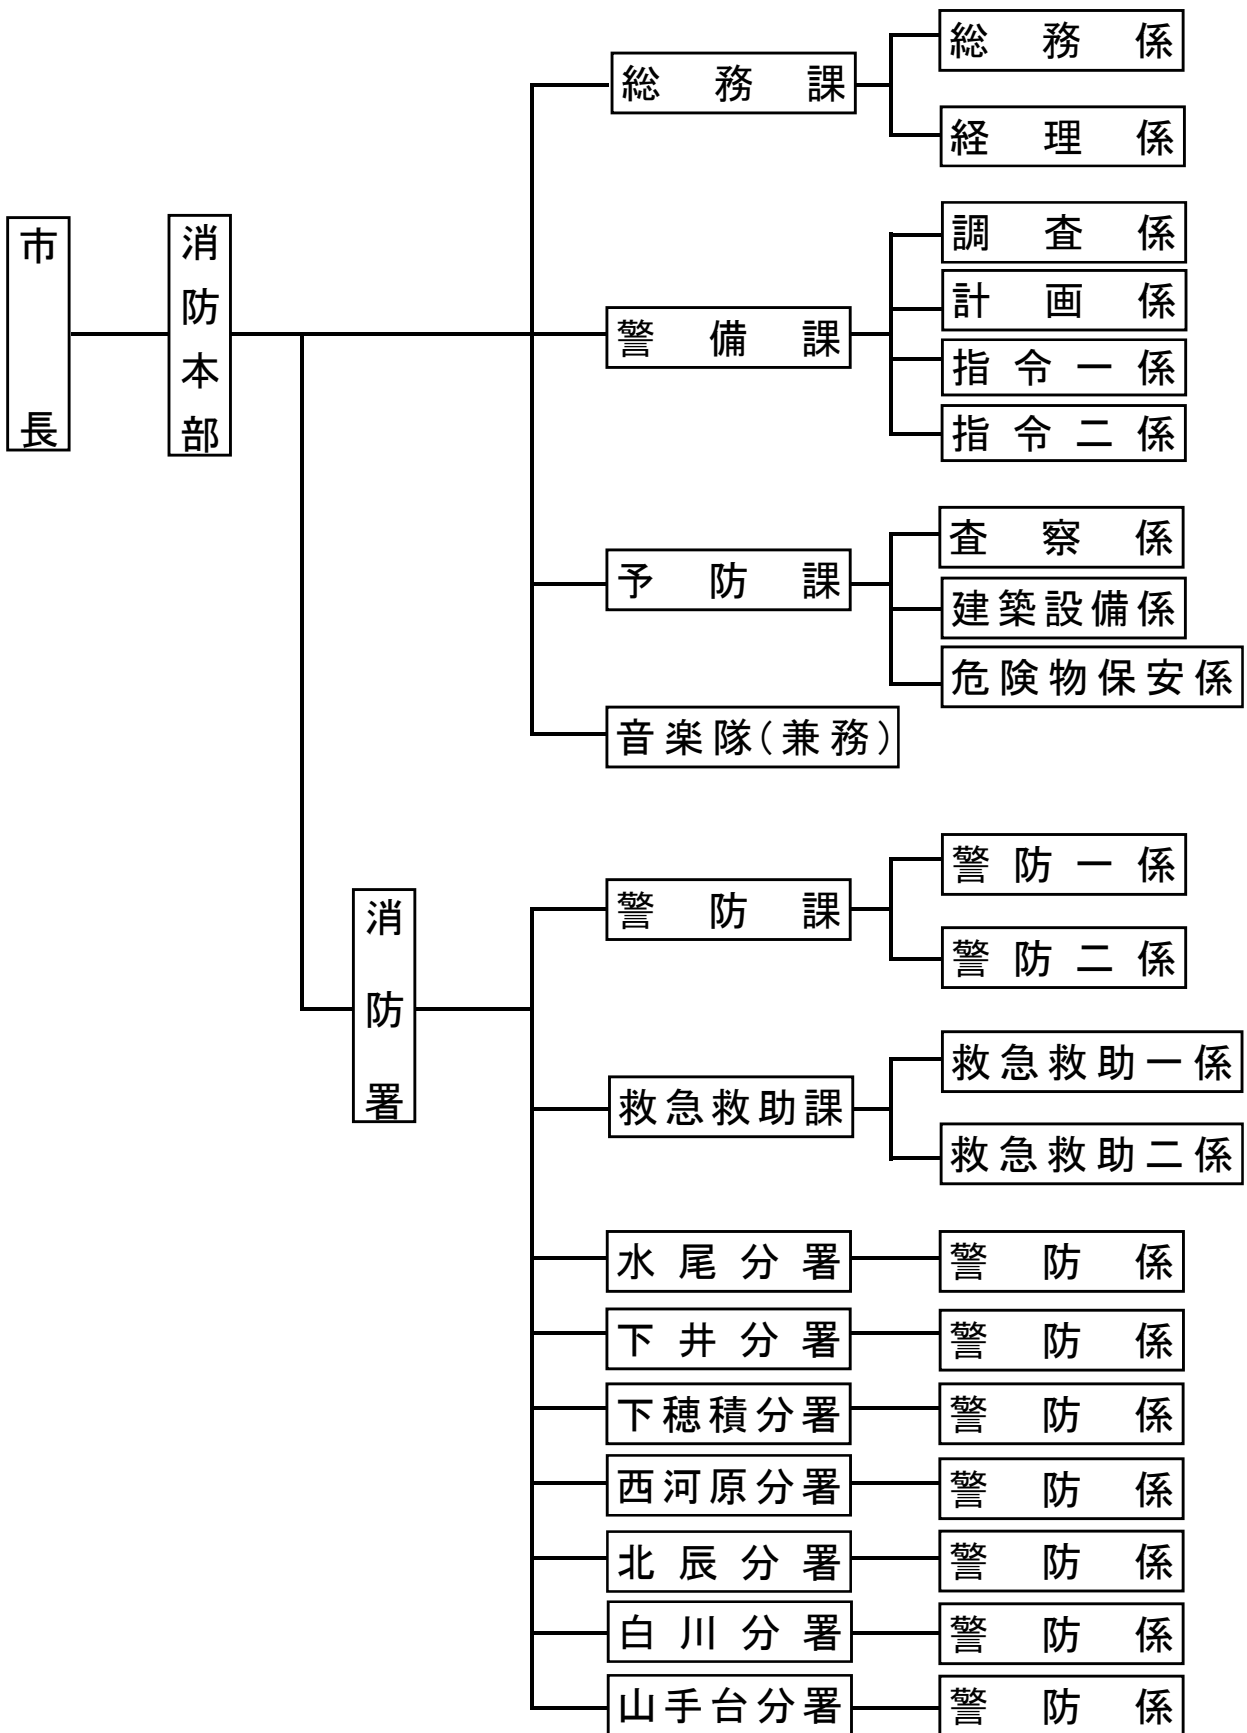 市長
消防本部
総務課
総務係
経理係
警備課
調査係
計画係
指令一係
指令二係
予防課
査察係
建築設備係
危険物保安係
音楽隊(兼務)
消防署
警防課
警防一係
警防二係
救急救助課
救急救助一係
救急救助二係
水尾分署
警防係
下井分署
警防係
下穂積分署
警防係
西河原分署
警防係
北辰分署
警防係
白川分署
警防係
山手台分署
警防係